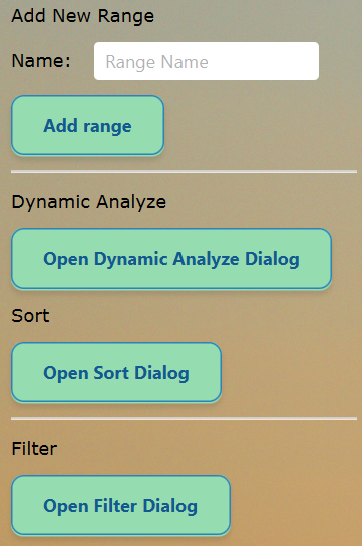 Add New Range
Name: Range Name
Add range
Dynamic Analyze
Open Dynamic Analyze Dialog
Sort
Open Sort Dialog
Filter
Open Filter Dialog